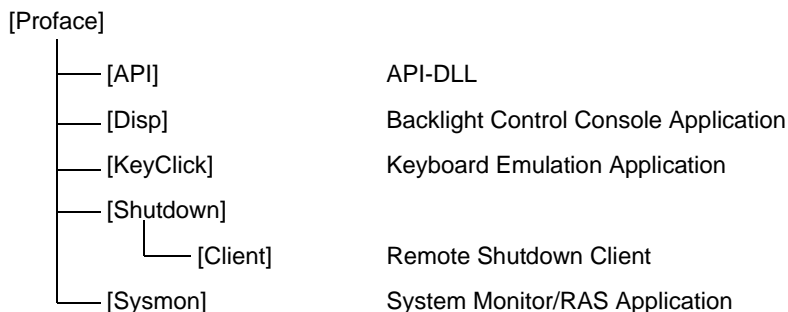 [Proface]
[API] API-DLL
[Disp] Backlight Control Console Application
[KeyClick] Keyboard Emulation Application
[Shutdown]
[Client] Remote Shutdown Client
[Sysmon] System Monitor/RAS Application